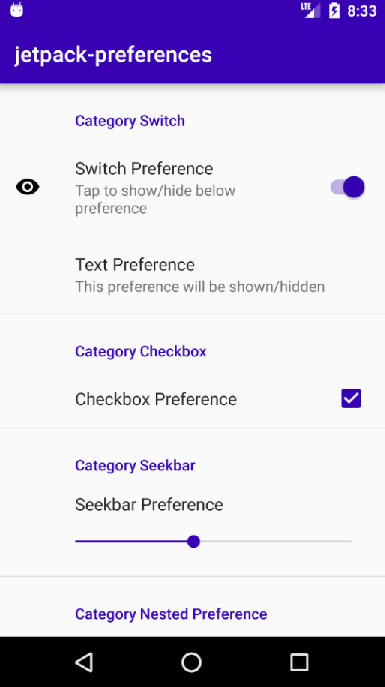 LTE 8:33
jetpack-preferences
Category Switch
Switch Preference
Tap to show/hide below
preference
Text Preference
This preference will be shown/hidden
Category Checkbox
Checkbox Preference
Category Seekbar
Seekbar Preference
Category Nested Preference